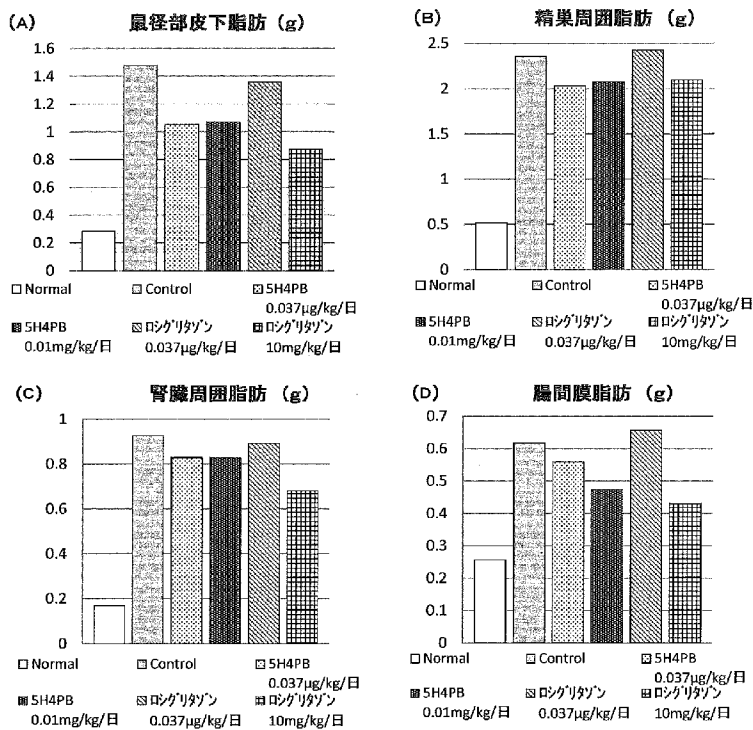 (A) 鼠径部皮下脂肪 (g)
1.6
1.4
1.2
1
0.8
0.6
0.4
0.2
0
□Normal □Control □5H4PB
0.037μg/kg/日
5H4PB ロシグリタゾン ロシグリタゾン
0.01mg/kg/日 0.037μg/kg/日 10mg/kg/日
(B) 精巣周囲脂肪 (g)
2.5
2
1.5
1
0.5
0
□Normal □Control □5H4PB
0.037μg/kg/日
5H4PB ロシグリタゾン ロシグリタゾン
0.01mg/kg/日 0.037μg/kg/日 10mg/kg/日
(C) 腎臓周囲脂肪 (g)
1
0.8
0.6
0.4
0.2
0
□Normal □Control □5H4PB
0.037μg/kg/日
5H4PB ロシグリタゾン ロシグリタゾン
0.01mg/kg/日 0.037μg/kg/日 10mg/kg/日
(D) 腸間膜脂肪 (g)
0.7
0.6
0.5
0.4
0.3
0.2
0.1
0
□Normal □Control □5H4PB
0.037μg/kg/日
5H4PB ロシグリタゾン ロシグリタゾン
0.01mg/kg/日 0.037μg/kg/日 10mg/kg/日